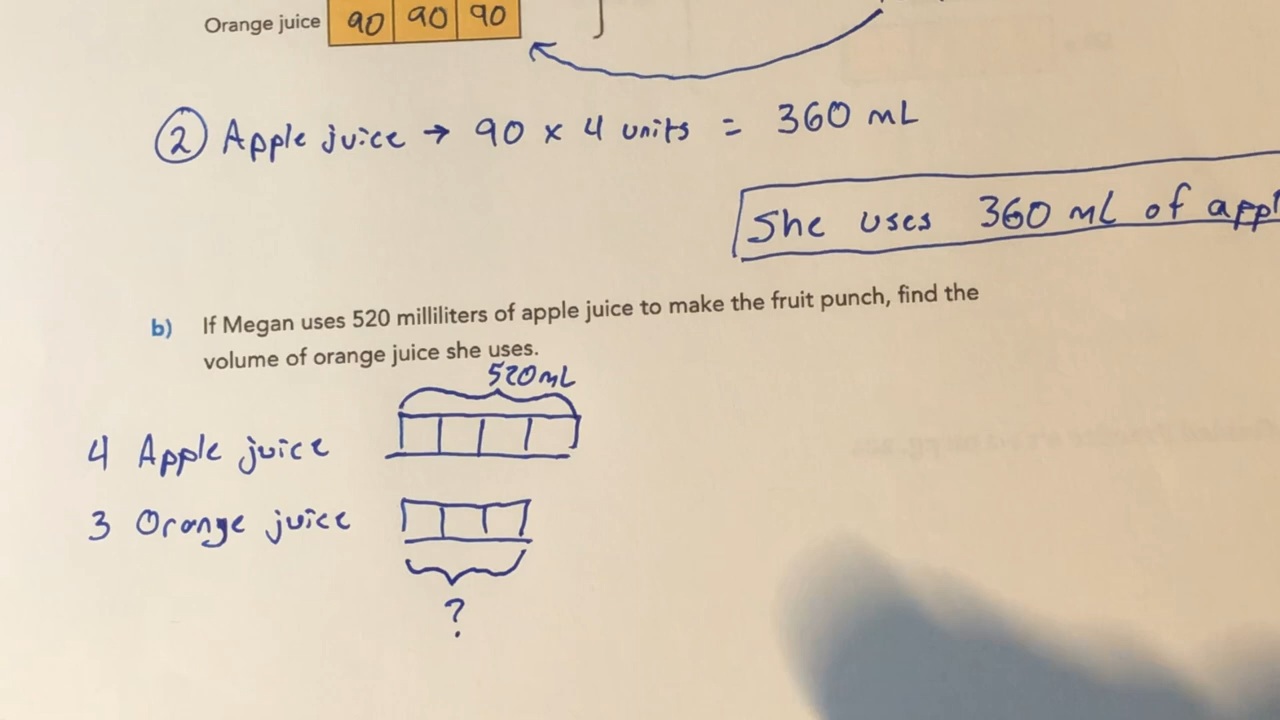 Orange juice 90 90 90
② Apple juice → 90 x 4 units = 360 mL
She uses 360 mL of
b) If Megan uses 520 milliliters of apple juice to make the fruit punch, find the
volume of orange juice she uses.
520 mL
4 Apple juice
3 Orange juice
?